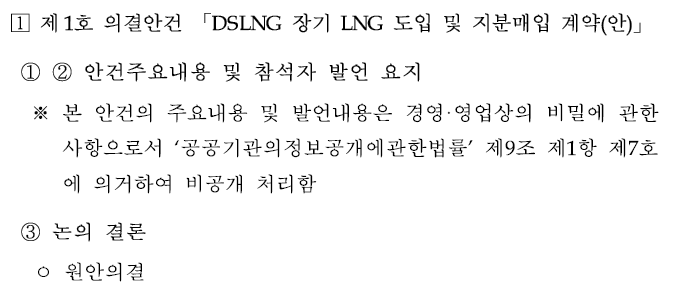 1 제1호 의결안건 「DSLNG 장기 LNG 도입 및 지분매입 계약(안)」
① ② 안건주요내용 및 참석자 발언 요지
※ 본 안건의 주요내용 및 발언내용은 경영·영업상의 비밀에 관한
사항으로서 ‘공공기관의정보공개에관한법률’ 제9조 제1항 제7호
에 의거하여 비공개 처리함
③ 논의 결론
ㅇ 원안의결